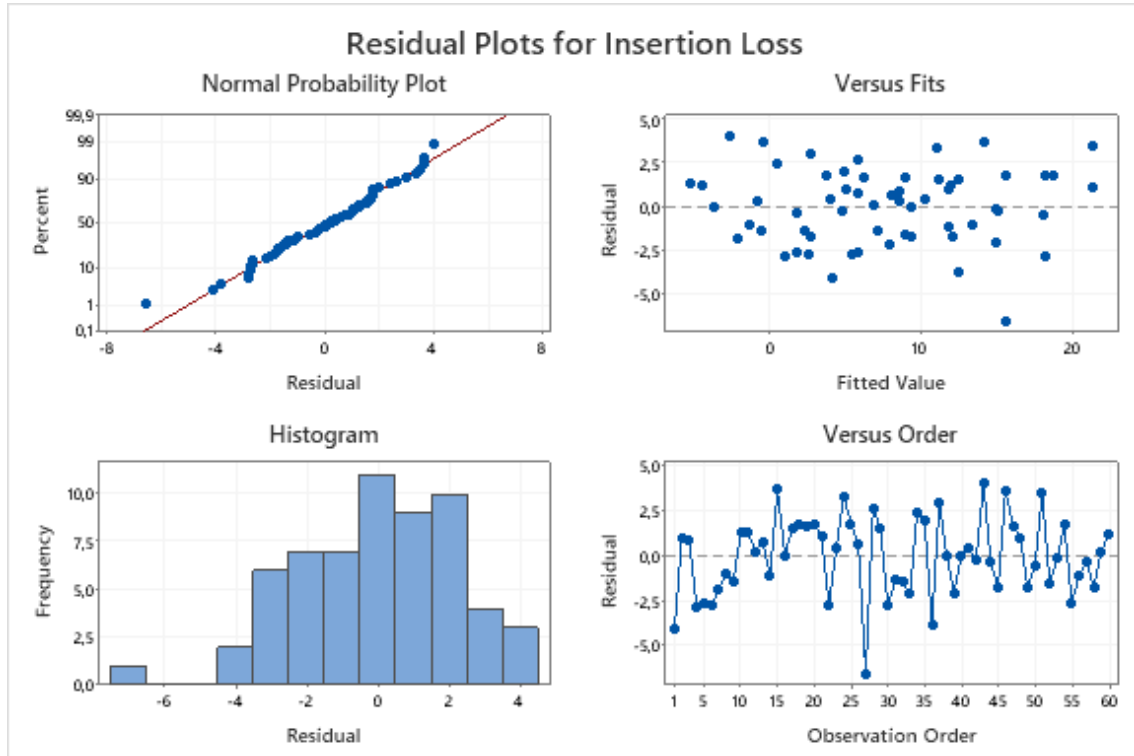 Residual Plots for Insertion Loss
Normal Probability Plot
99,9
99
90
50
10
1
0,1
Percent
-8 -4 0 4 8
Residual
Versus Fits
5,0
2,5
0,0
-2,5
-5,0
Residual
0 10 20
Fitted Value
Histogram
10,0
7,5
5,0
2,5
0,0
Frequency
-6 -4 -2 0 2 4
Residual
Versus Order
5,0
2,5
0,0
-2,5
-5,0
Residual
1 5 10 15 20 25 30 35 40 45 50 55 60
Observation Order